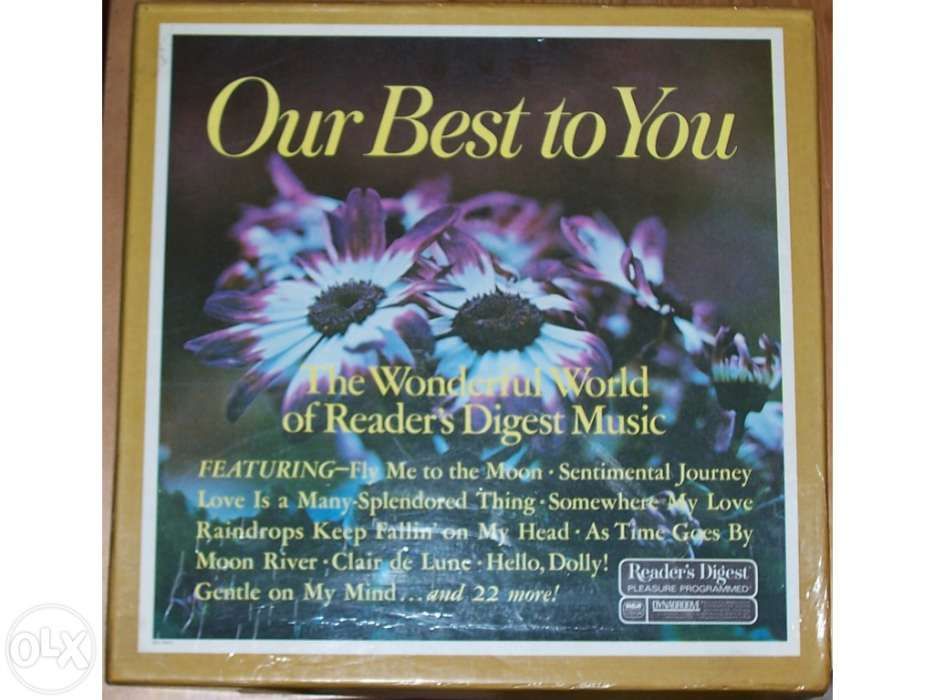 Our Best to You
The Wonderful World
of Reader's Digest Music
FEATURING—Fly Me to the Moon · Sentimental Journey
Love Is a Many-Splendored Thing · Somewhere My Love
Raindrops Keep Fallin' on My Head · As Time Goes By
Moon River · Clair de Lune · Hello, Dolly!
Gentle on My Mind...and 22 more!
Reader's Digest
PLEASURE PROGRAMMED
RCA DYNAGROOVE
OLX